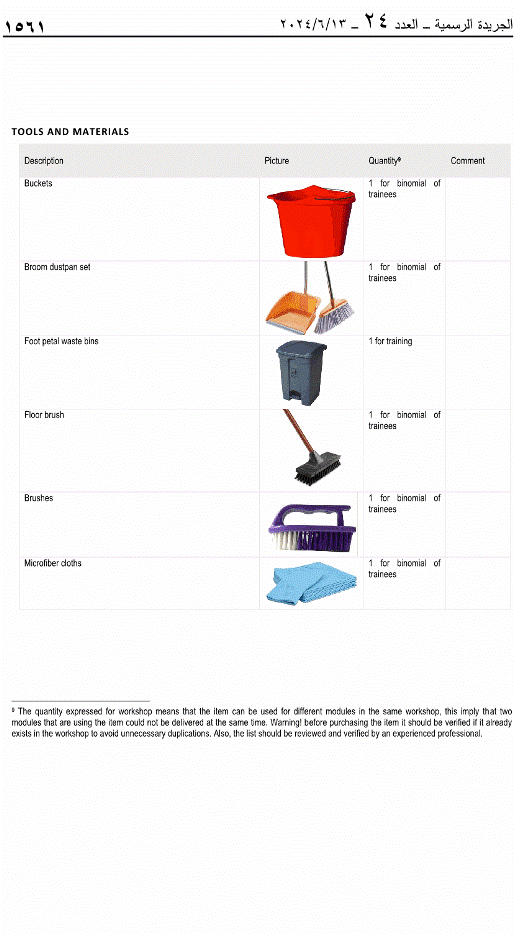 الجريدة الرسمية ــ العدد ٢٤ ــ ٢٠٢٤/٦/١٣
١٥٦١
TOOLS AND MATERIALS
Description Picture Quantity⁹ Comment
Buckets 1 for binomial of
trainees
Broom dustpan set 1 for binomial of
trainees
Foot petal waste bins 1 for training
Floor brush 1 for binomial of
trainees
Brushes 1 for binomial of
trainees
Microfiber cloths 1 for binomial of
trainees
⁹ The quantity expressed for workshop means that the item can be used for different modules in the same workshop, this imply that two
modules that are using the item could not be delivered at the same time. Warning! before purchasing the item it should be verified if it already
exists in the workshop to avoid unnecessary duplications. Also, the list should be reviewed and verified by an experienced professional.